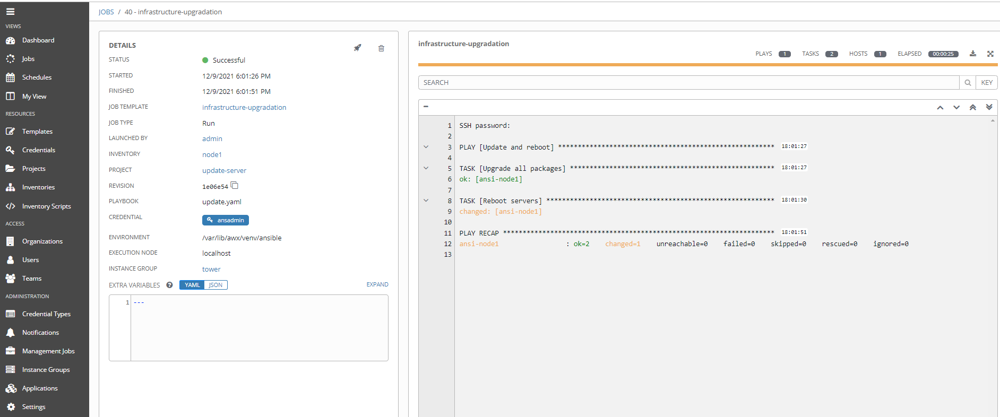 JOBS / 40 - infrastructure-upgradation
VIEWS
Dashboard
Jobs
Schedules
My View
RESOURCES
Templates
Credentials
Projects
Inventories
Inventory Scripts
ACCESS
Organizations
Users
Teams
ADMINISTRATION
Credential Types
Notifications
Management Jobs
Instance Groups
Applications
Settings
DETAILS
STATUS Successful
STARTED 12/9/2021 6:01:26 PM
FINISHED 12/9/2021 6:01:51 PM
JOB TEMPLATE infrastructure-upgradation
JOB TYPE Run
LAUNCHED BY admin
INVENTORY node1
PROJECT update-server
REVISION 1e06e54
PLAYBOOK update.yaml
CREDENTIAL ansadmin
ENVIRONMENT /var/lib/awx/venv/ansible
EXECUTION NODE localhost
INSTANCE GROUP tower
EXTRA VARIABLES ? YAML JSON EXPAND
1 ---
infrastructure-upgradation
PLAYS 1 TASKS 2 HOSTS 1 ELAPSED 00:00:25
SEARCH KEY
1 SSH password:
2
3 PLAY [Update and reboot] ******************************************************* 18:01:27
4
5 TASK [Upgrade all packages] **************************************************** 18:01:27
6 ok: [ansi-node1]
7
8 TASK [Reboot servers] ********************************************************** 18:01:30
9 changed: [ansi-node1]
10
11 PLAY RECAP ********************************************************************* 18:01:51
12 ansi-node1 : ok=2 changed=1 unreachable=0 failed=0 skipped=0 rescued=0 ignored=0
13